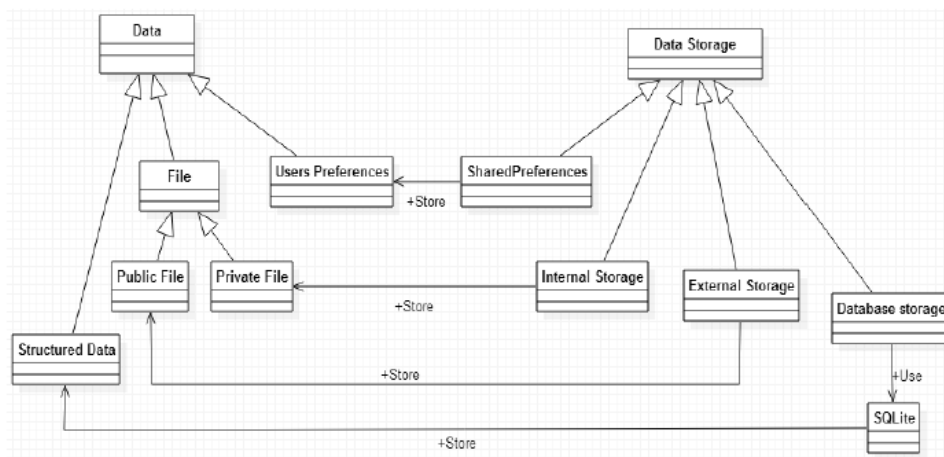 Data
Data Storage
File
Users Preferences
SharedPreferences
+Store
Public File
Private File
Internal Storage
External Storage
+Store
Database storage
Structured Data
+Store
+Use
SQLite
+Store